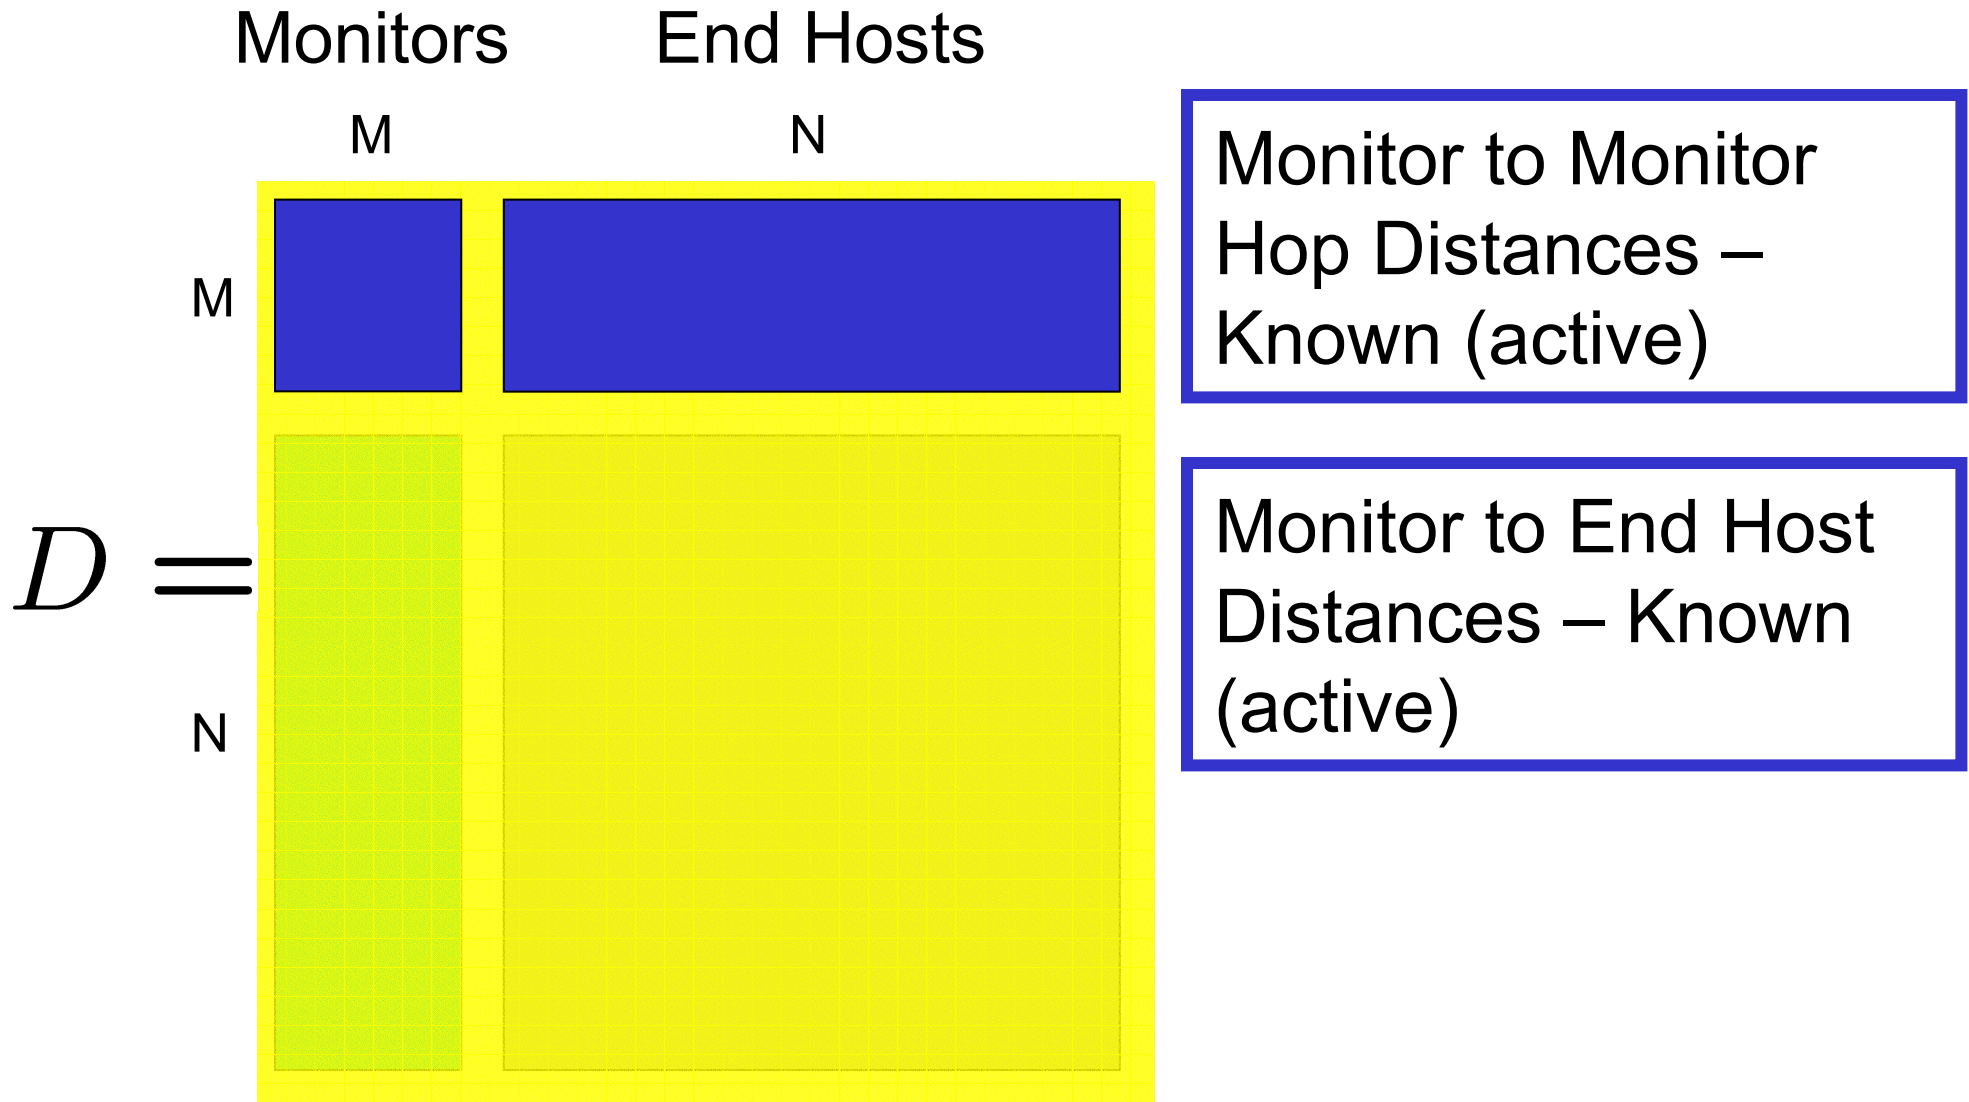 Monitors End Hosts
M N
M
D =
N
Monitor to Monitor
Hop Distances –
Known (active)
Monitor to End Host
Distances – Known
(active)